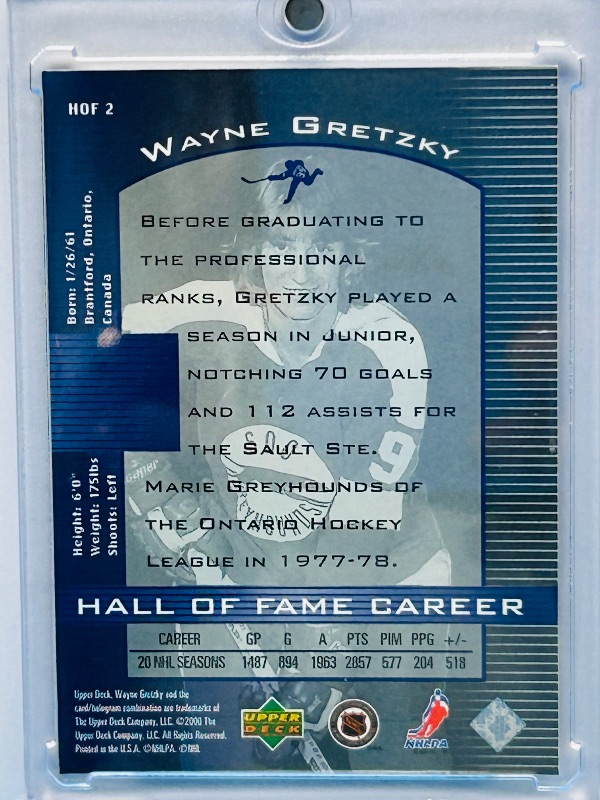 HOF 2
WAYNE GRETZKY
Born: 1/26/61
Brantford, Ontario,
Canada
BEFORE GRADUATING TO
THE PROFESSIONAL
RANKS, GRETZKY PLAYED A
SEASON IN JUNIOR,
NOTCHING 70 GOALS
AND 112 ASSISTS FOR
THE SAULT STE.
MARIE GREYHOUNDS OF
THE ONTARIO HOCKEY
LEAGUE IN 1977-78.
SOO
GREYHOUNDS
9
Height: 6'0"
Weight: 175lbs
Shoots: Left
HALL OF FAME CAREER
CAREER GP G A PTS PIM PPG +/-
20 NHL SEASONS 1487 894 1963 2857 577 204 518
Upper Deck, Wayne Gretzky and the
card/hologram combination are trademarks of
The Upper Deck Company, LLC. ©2000 The
Upper Deck Company, LLC. All Rights Reserved.
Printed in the U.S.A. ©NHLPA. ©NHL
UPPER
DECK
NHL
NHLPA